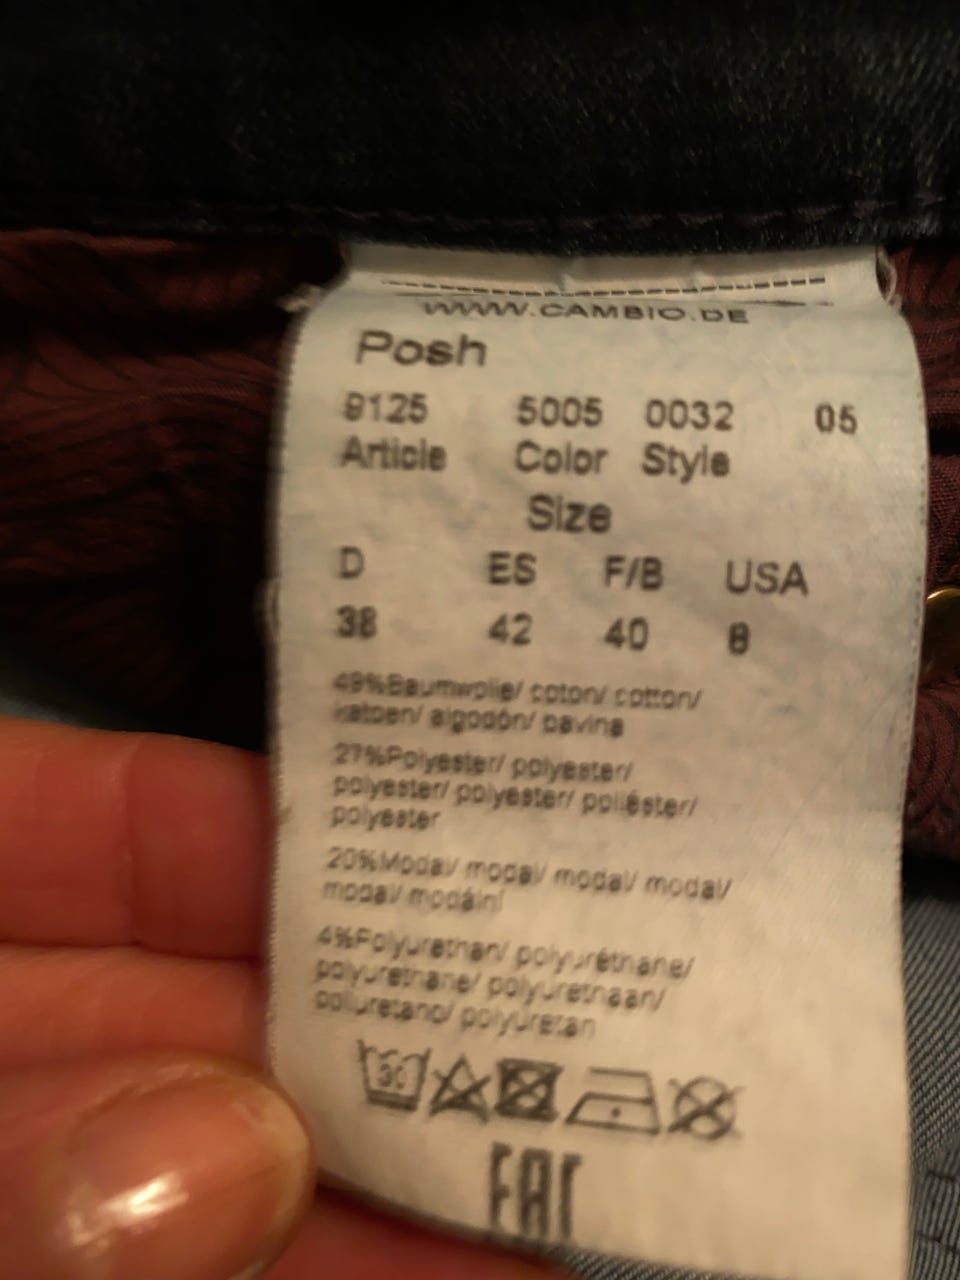 WWW.CAMBIO.DE
Posh
9125 5005 0032 05
Article Color Style
Size
D ES F/B USA
38 42 40 8
49%Baumwolle/ coton/ cotton/
katoen/ algodón/ bavlna
27%Polyester/ polyester/
polyester/ polyester/ poliéster/
polyester
20%Modal/ modal/ modal/ modal/
modal/ modální
4%Polyurethan/ polyuréthane/
polyurethane/ polyurethaan/
poliuretano/ polyuretan
30
EAC